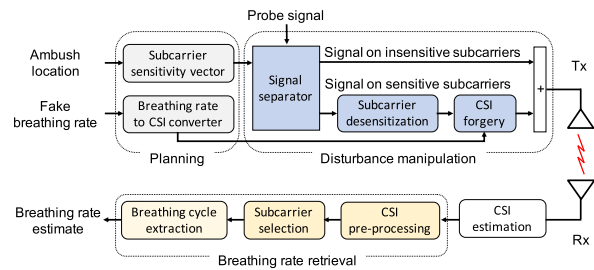 Probe signal
Ambush
location
Subcarrier
sensitivity vector
Signal
separator
Signal on insensitive subcarriers
Tx
Signal on sensitive subcarriers
Fake
breathing rate
Breathing rate
to CSI converter
Subcarrier
desensitization
CSI
forgery
+
Planning
Disturbance manipulation
Breathing rate
estimate
Breathing cycle
extraction
Subcarrier
selection
CSI
pre-processing
CSI
estimation
Rx
Breathing rate retrieval